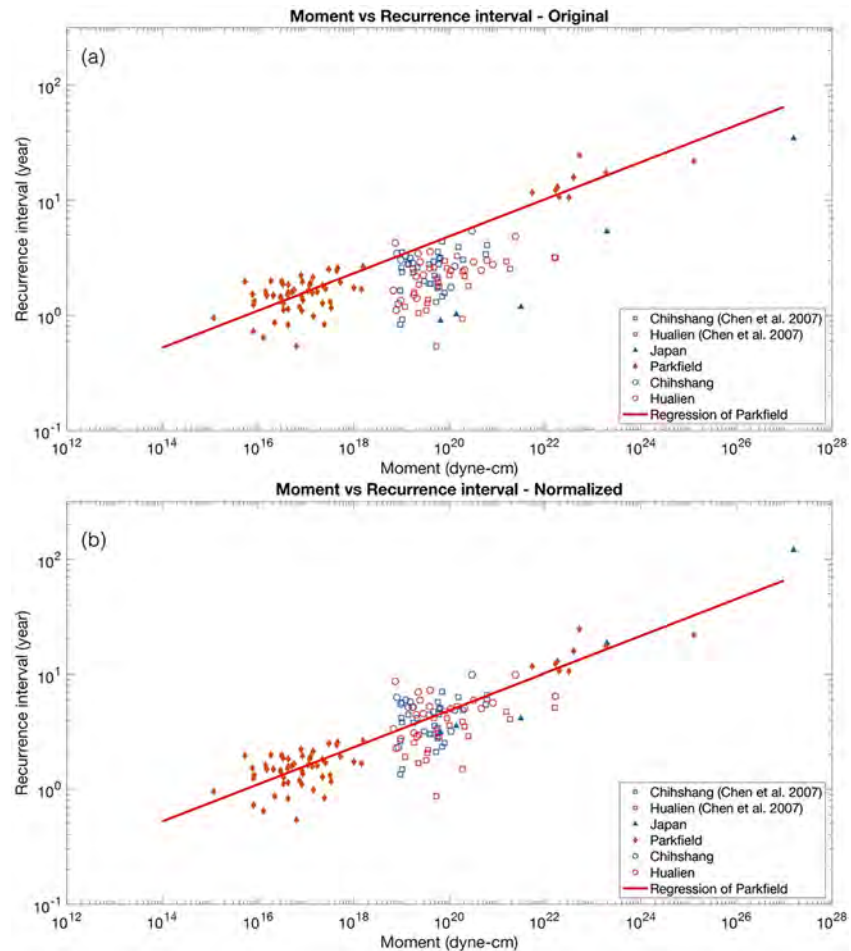 Moment vs Recurrence interval - Original
(a)
Recurrence interval (year)
10^2
10^1
10^0
10^-1
10^12 10^14 10^16 10^18 10^20 10^22 10^24 10^26 10^28
Moment (dyne-cm)
Chihshang (Chen et al. 2007)
Hualien (Chen et al. 2007)
Japan
Parkfield
Chihshang
Hualien
Regression of Parkfield
Moment vs Recurrence interval - Normalized
(b)
Recurrence interval (year)
10^2
10^1
10^0
10^-1
10^12 10^14 10^16 10^18 10^20 10^22 10^24 10^26 10^28
Moment (dyne-cm)
Chihshang (Chen et al. 2007)
Hualien (Chen et al. 2007)
Japan
Parkfield
Chihshang
Hualien
Regression of Parkfield